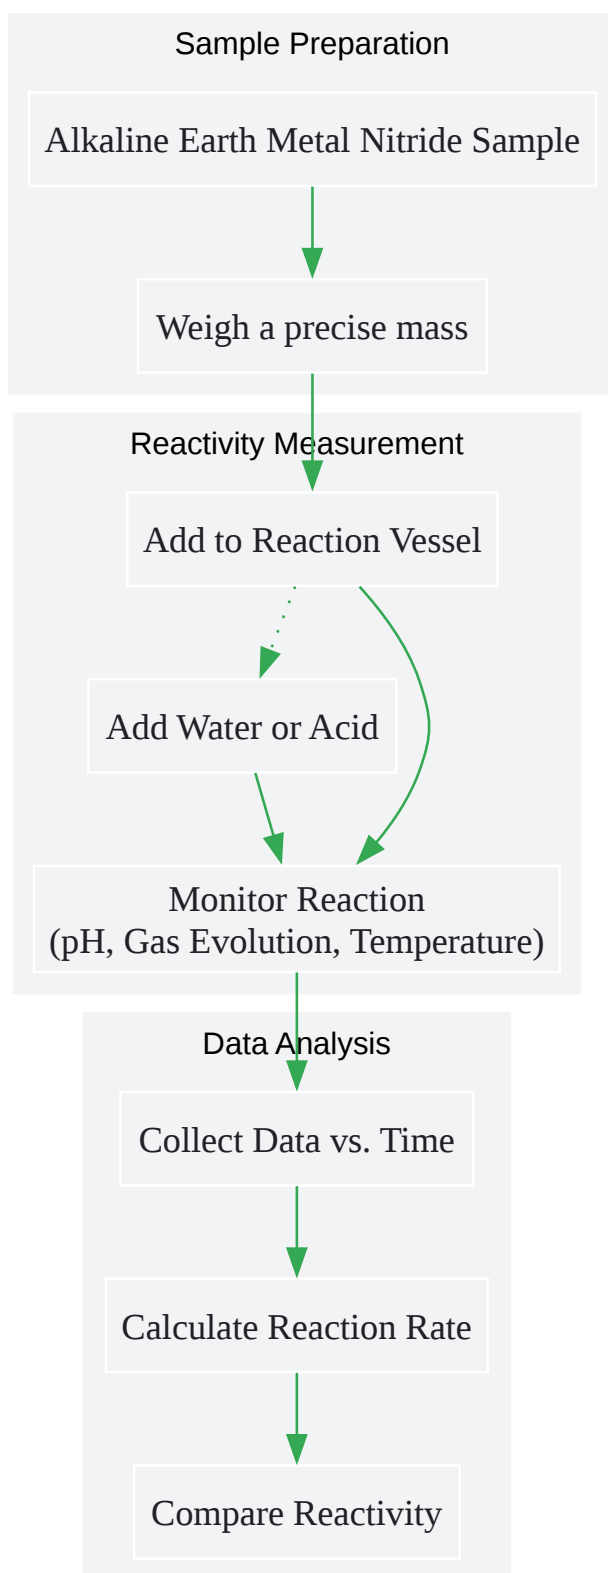 Sample Preparation
Alkaline Earth Metal Nitride Sample
Weigh a precise mass
Reactivity Measurement
Add to Reaction Vessel
Add Water or Acid
Monitor Reaction
(pH, Gas Evolution, Temperature)
Data Analysis
Collect Data vs. Time
Calculate Reaction Rate
Compare Reactivity